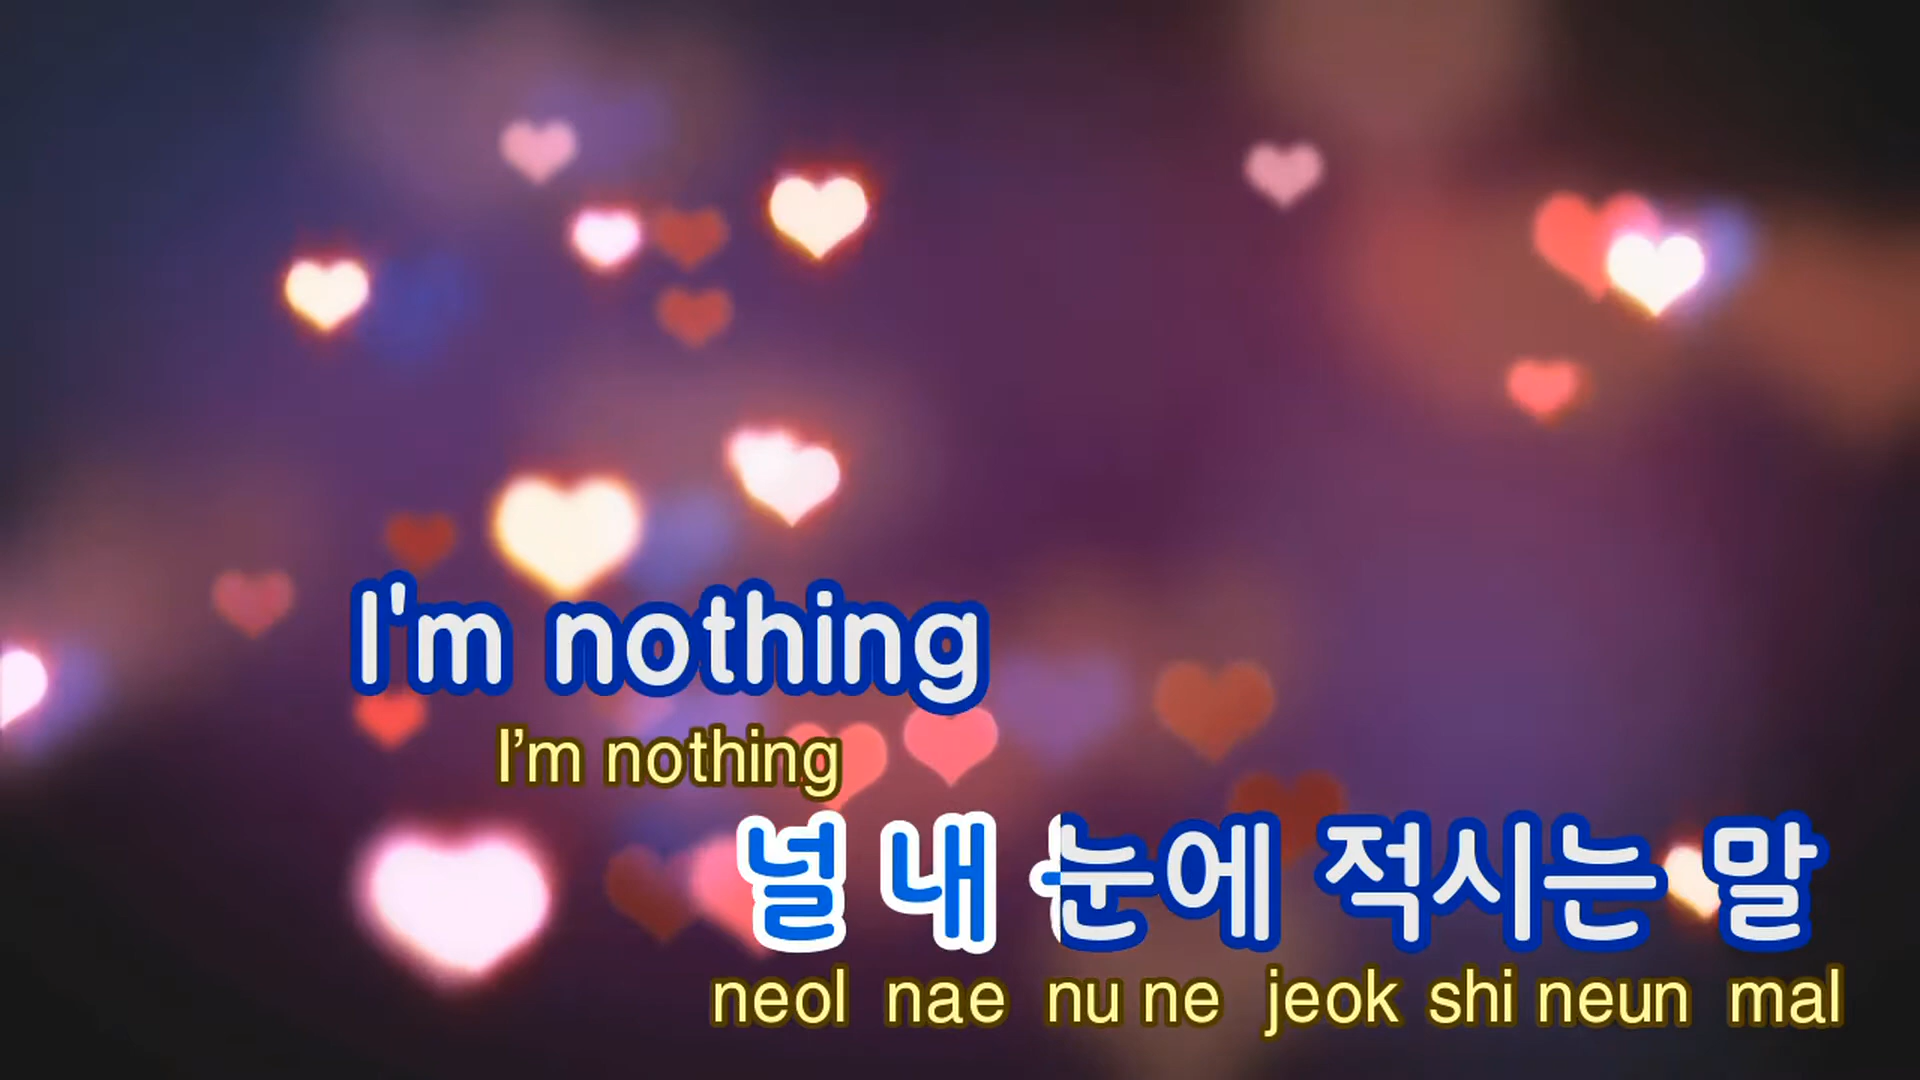 I'm nothing
I'm nothing
널 내 눈에 적시는 말
neol nae nu ne jeok shi neun mal